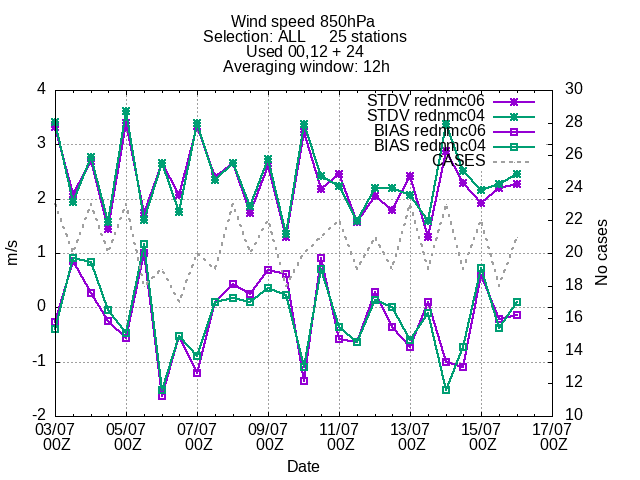 Wind speed 850hPa
Selection: ALL 25 stations
Used 00,12 + 24
Averaging window: 12h
4
3
2
1
0
-1
-2
m/s
30
28
26
24
22
20
18
16
14
12
10
No cases
STDV rednmc06
STDV rednmc04
BIAS rednmc06
BIAS rednmc04
CASES
03/07 05/07 07/07 09/07 11/07 13/07 15/07 17/07
00Z 00Z 00Z 00Z 00Z 00Z 00Z 00Z
Date